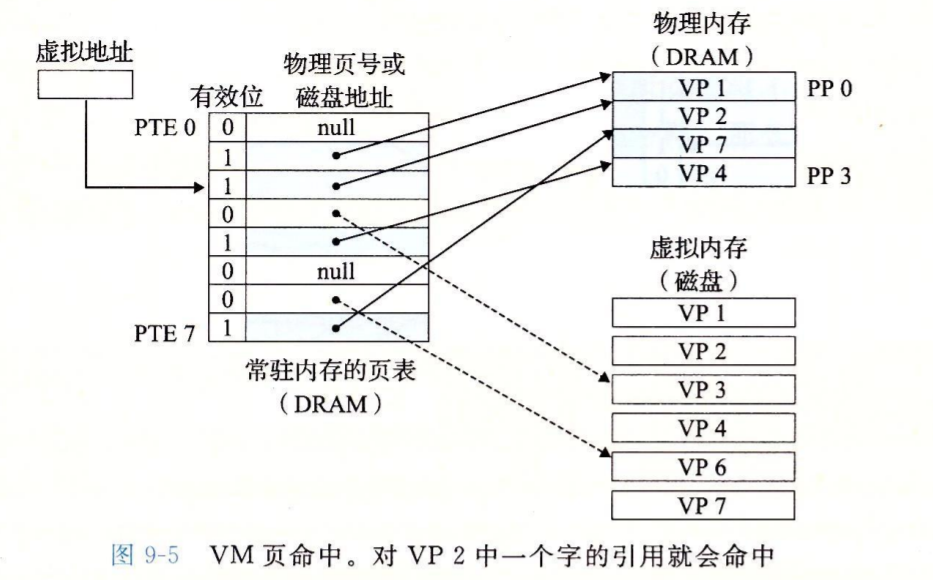 虚拟地址
物理页号或
有效位 磁盘地址
PTE 0 0 null
1
1
0
1
0 null
0
PTE 7 1
常驻内存的页表
（DRAM）
物理内存
（DRAM）
VP 1 PP 0
VP 2
VP 7
VP 4 PP 3
虚拟内存
（磁盘）
VP 1
VP 2
VP 3
VP 4
VP 6
VP 7
图 9-5 VM 页命中。对 VP 2 中一个字的引用就会命中